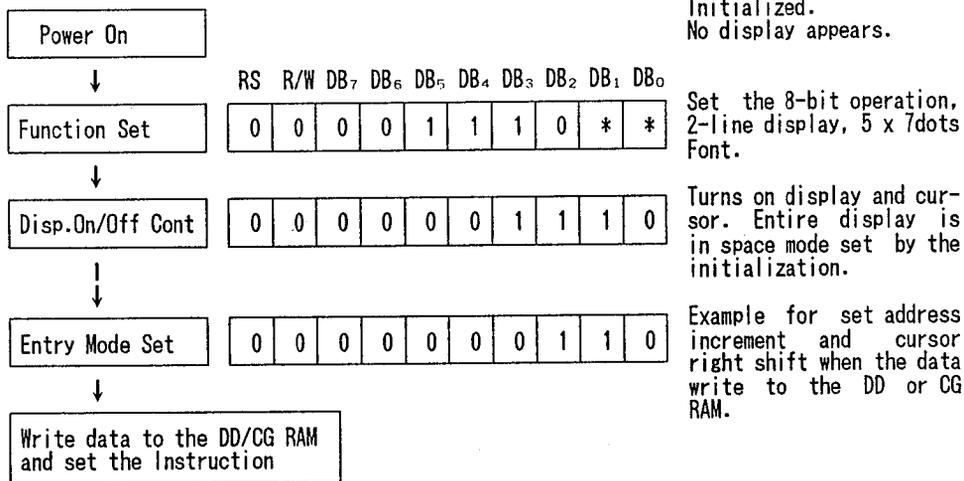 Initialized.
Power On
No display appears.
RS R/W DB₇ DB₆ DB₅ DB₄ DB₃ DB₂ DB₁ DB₀
Function Set 0 0 0 0 1 1 1 0 * *
Set the 8-bit operation,
2-line display, 5 x 7dots
Font.
Disp.On/Off Cont 0 0 0 0 0 0 1 1 1 0
Turns on display and cur-
sor. Entire display is
in space mode set by the
initialization.
Entry Mode Set 0 0 0 0 0 0 0 1 1 0
Example for set address
increment and cursor
right shift when the data
write to the DD or CG
RAM.
Write data to the DD/CG RAM
and set the Instruction